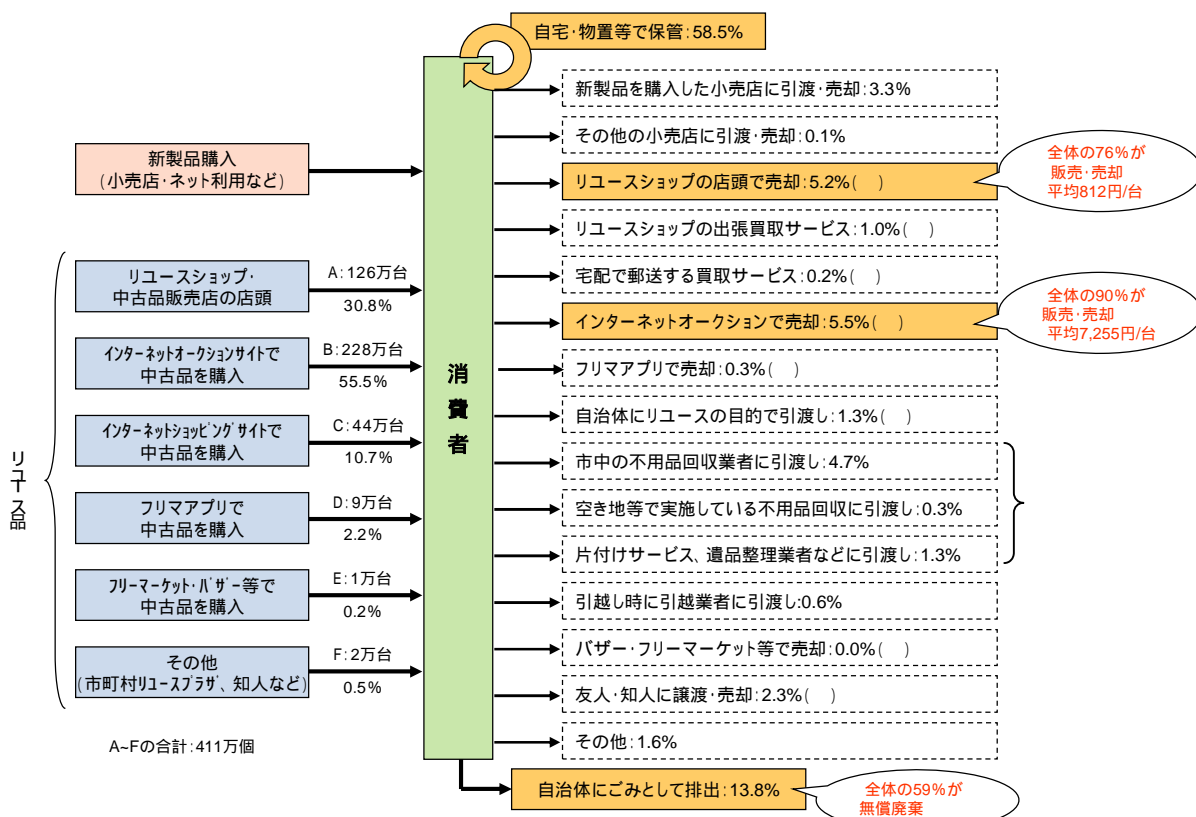 自宅・物置等で保管:58.5%
新製品を購入した小売店に引渡・売却:3.3%
その他の小売店に引渡・売却:0.1%
リユースショップの店頭で売却:5.2%(　)
全体の76%が
販売・売却
平均812円/台
リユースショップの出張買取サービス:1.0%(　)
宅配で郵送する買取サービス:0.2%(　)
インターネットオークションで売却:5.5%(　)
全体の90%が
販売・売却
平均7,255円/台
フリマアプリで売却:0.3%(　)
自治体にリユースの目的で引渡し:1.3%(　)
市中の不用品回収業者に引渡し:4.7%
空き地等で実施している不用品回収に引渡し:0.3%
片付けサービス、遺品整理業者などに引渡し:1.3%
引越し時に引越業者に引渡し:0.6%
バザー・フリーマーケット等で売却:0.0%(　)
友人・知人に譲渡・売却:2.3%(　)
その他:1.6%
自治体にごみとして排出:13.8%
全体の59%が
無償廃棄
消費者
新製品購入
(小売店・ネット利用など)
リユース品
リユースショップ・
中古品販売店の店頭
A:126万台
30.8%
インターネットオークションサイトで
中古品を購入
B:228万台
55.5%
インターネットショッピングサイトで
中古品を購入
C:44万台
10.7%
フリマアプリで
中古品を購入
D:9万台
2.2%
フリーマーケット・バザー等で
中古品を購入
E:1万台
0.2%
その他
(市町村リユースプラザ、知人など)
F:2万台
0.5%
A~Fの合計:411万個